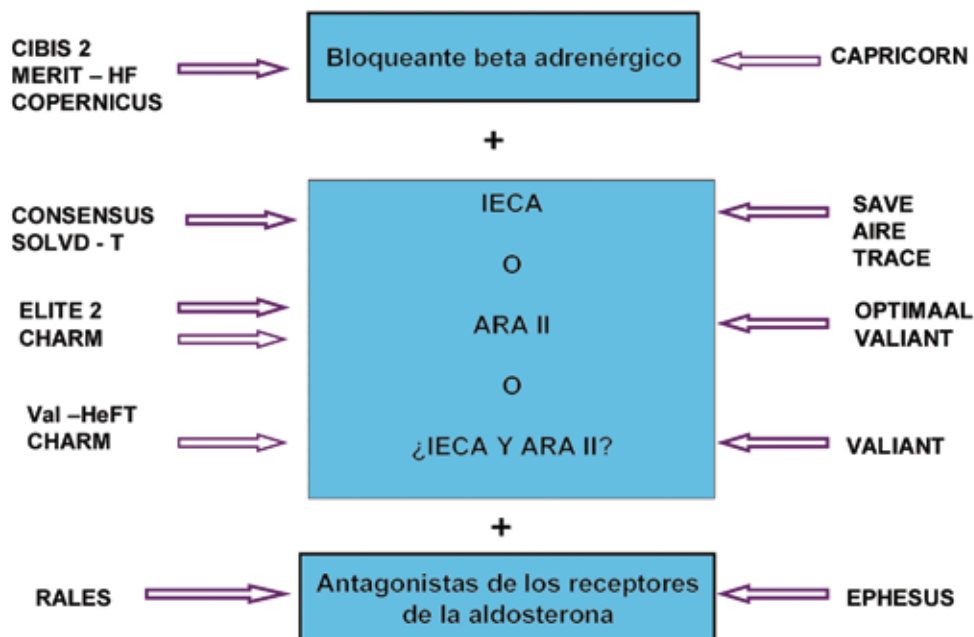 CIBIS 2
MERIT – HF
COPERNICUS
Bloqueante beta adrenérgico
CAPRICORN
+
CONSENSUS
SOLVD - T
IECA
SAVE
AIRE
TRACE
O
ELITE 2
CHARM
ARA II
OPTIMAAL
VALIANT
O
Val –HeFT
CHARM
¿IECA Y ARA II?
VALIANT
+
RALES
Antagonistas de los receptores
de la aldosterona
EPHESUS